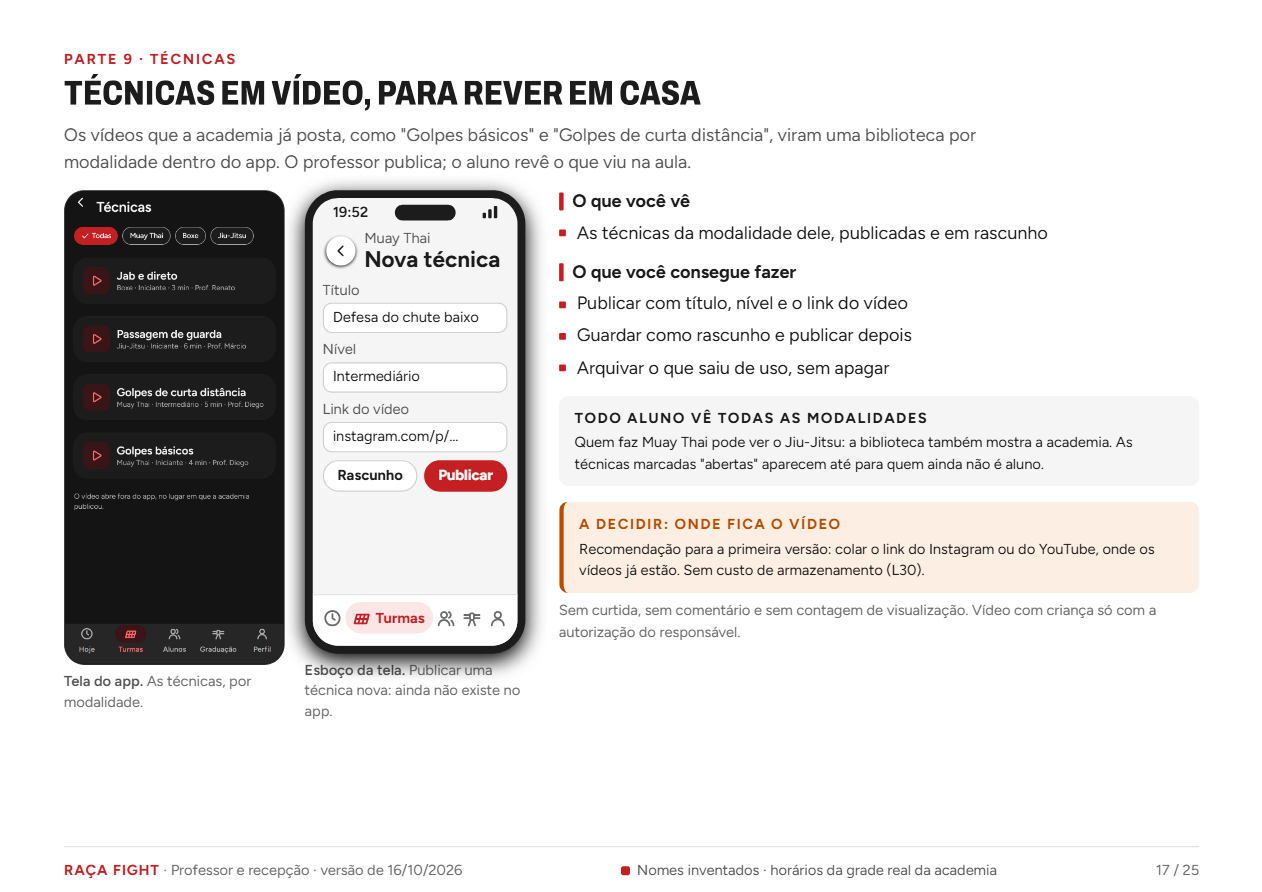 PARTE 9 · TÉCNICAS
TÉCNICAS EM VÍDEO, PARA REVER EM CASA
Os vídeos que a academia já posta, como "Golpes básicos" e "Golpes de curta distância", viram uma biblioteca por
modalidade dentro do app. O professor publica; o aluno revê o que viu na aula.
Técnicas
Todas
Muay Thai
Boxe
Jiu-Jitsu
Jab e direto
Boxe · Iniciante · 3 min · Prof. Renato
Passagem de guarda
Jiu-Jitsu · Iniciante · 6 min · Prof. Márcio
Golpes de curta distância
Muay Thai · Intermediário · 5 min · Prof. Diego
Golpes básicos
Muay Thai · Iniciante · 4 min · Prof. Diego
O vídeo abre fora do app, no lugar em que a academia
publicou.
Hoje
Turmas
Alunos
Graduação
Perfil
Tela do app. As técnicas, por
modalidade.
19:52
Muay Thai
Nova técnica
Título
Defesa do chute baixo
Nível
Intermediário
Link do vídeo
instagram.com/p/...
Rascunho
Publicar
Turmas
Esboço da tela. Publicar uma
técnica nova: ainda não existe no
app.
O que você vê
As técnicas da modalidade dele, publicadas e em rascunho
O que você consegue fazer
Publicar com título, nível e o link do vídeo
Guardar como rascunho e publicar depois
Arquivar o que saiu de uso, sem apagar
TODO ALUNO VÊ TODAS AS MODALIDADES
Quem faz Muay Thai pode ver o Jiu-Jitsu: a biblioteca também mostra a academia. As
técnicas marcadas "abertas" aparecem até para quem ainda não é aluno.
A DECIDIR: ONDE FICA O VÍDEO
Recomendação para a primeira versão: colar o link do Instagram ou do YouTube, onde os
vídeos já estão. Sem custo de armazenamento (L30).
Sem curtida, sem comentário e sem contagem de visualização. Vídeo com criança só com a
autorização do responsável.
RAÇA FIGHT · Professor e recepção · versão de 16/10/2026
Nomes inventados · horários da grade real da academia
17 / 25